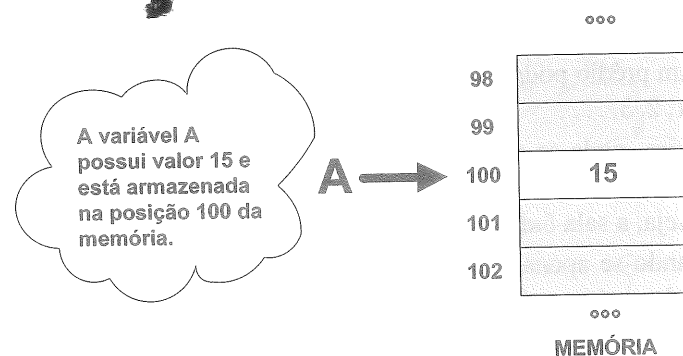 A variável A
possui valor 15 e
está armazenada
na posição 100 da
memória.
A
ooo
98
99
100 15
101
102
ooo
MEMÓRIA